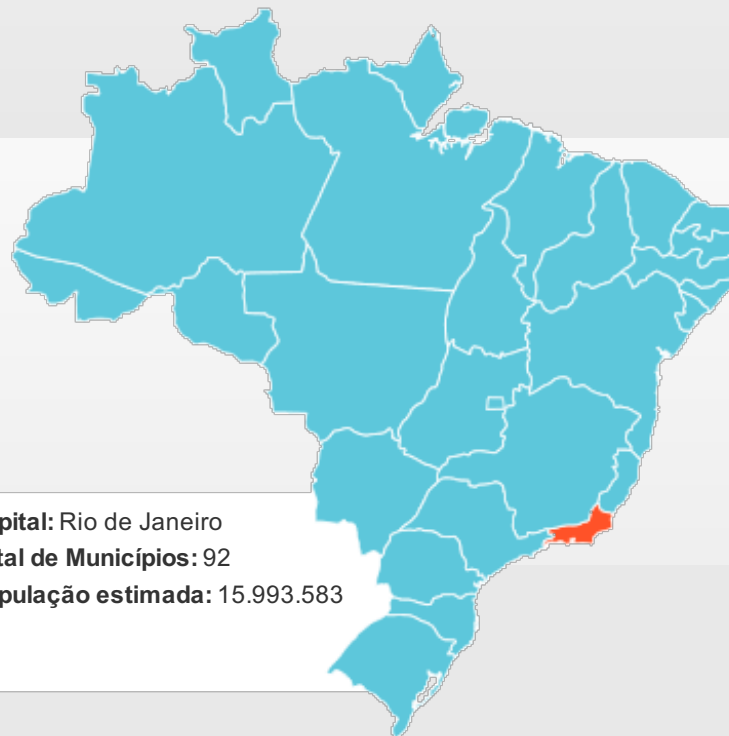 pital: Rio de Janeiro
tal de Municípios: 92
pulação estimada: 15.993.583